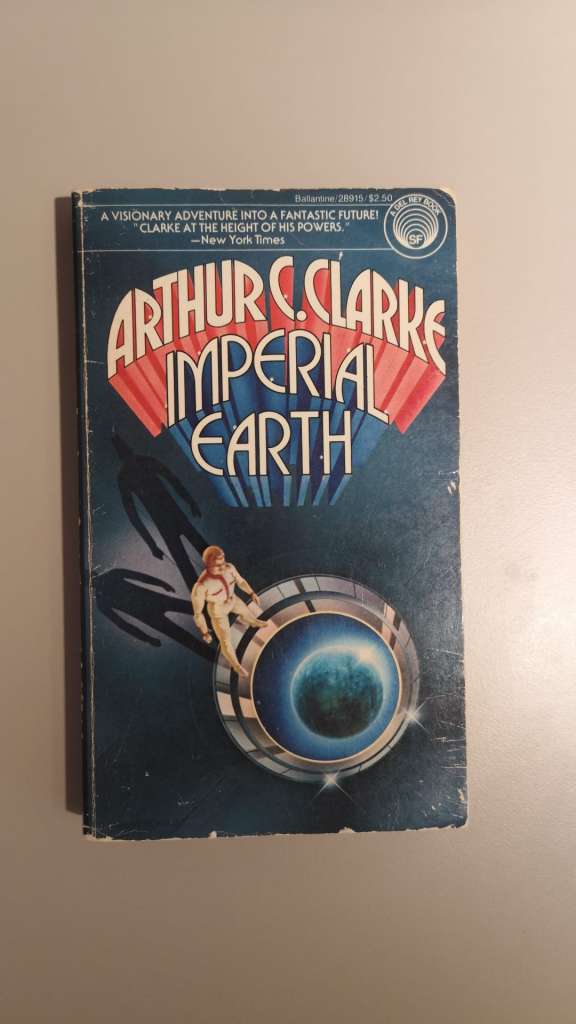 Ballantine/28915/$2.50
A VISIONARY ADVENTURE INTO A FANTASTIC FUTURE!
"CLARKE AT THE HEIGHT OF HIS POWERS."
—New York Times
A DEL REY BOOK
SF
ARTHUR C. CLARKE
IMPERIAL
EARTH